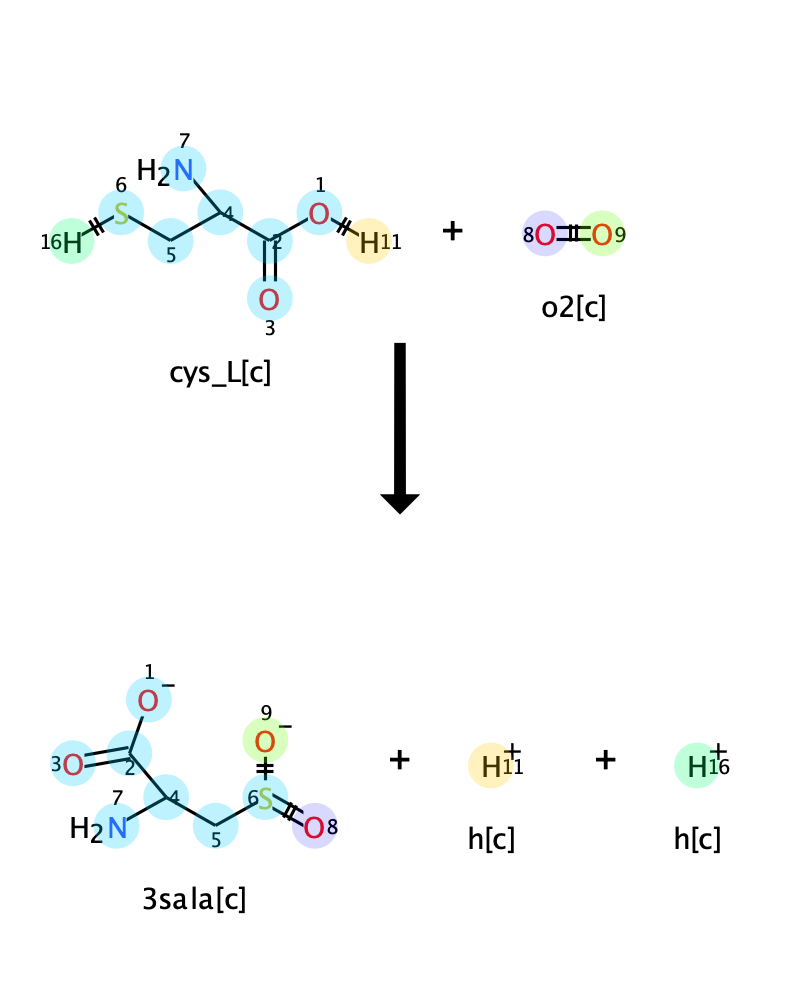 7
H2N
6
1
S
4
O
16H
5
2
H11
+
8O
O9
O
3
o2[c]
cys_L[c]
1
O−
9
O−
3O
2
+
H+11
+
H+16
7
4
6S
H2N
5
O8
h[c]
h[c]
3sala[c]